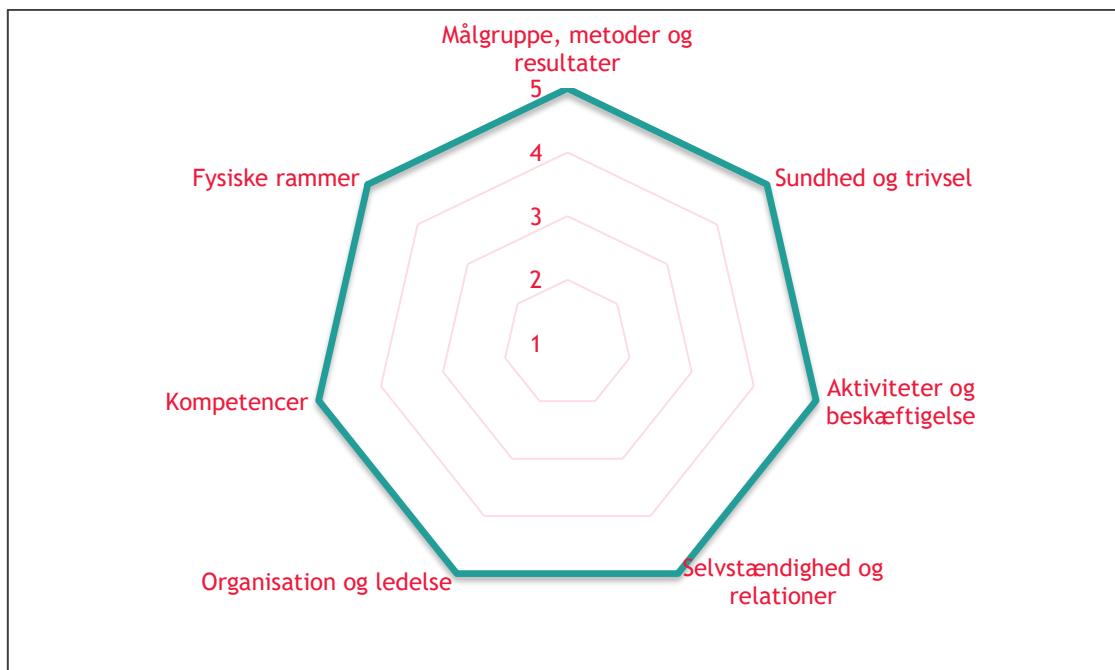 Målgruppe, metoder og
resultater
5
4
Fysiske rammer
Sundhed og trivsel
3
2
1
Kompetencer
Aktiviteter og
beskæftigelse
Organisation og ledelse
Selvstændighed og
relationer